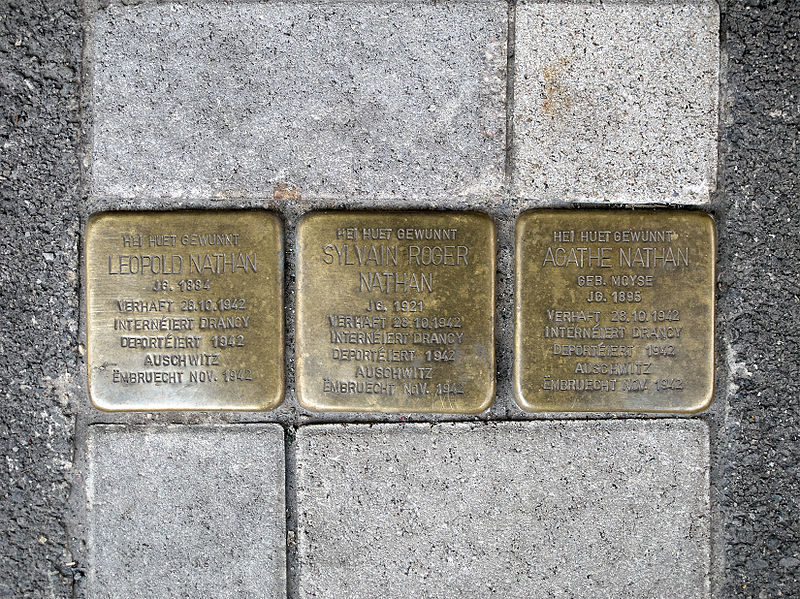 HEI HUET GEWUNNT
LEOPOLD NATHAN
JG. 1884
VERHAFT 28.10.1942
INTERNÉIERT DRANCY
DEPORTÉIERT 1942
AUSCHWITZ
ËMBRUECHT NOV. 1942
HEI HUET GEWUNNT
SYLVAIN ROGER
NATHAN
JG. 1921
VERHAFT 28.10.1942
INTERNÉIERT DRANCY
DEPORTÉIERT 1942
AUSCHWITZ
ËMBRUECHT NOV. 1942
HEI HUET GEWUNNT
AGATHE NATHAN
GEB. MOYSE
JG. 1895
VERHAFT 28.10.1942
INTERNÉIERT DRANCY
DEPORTÉIERT 1942
AUSCHWITZ
ËMBRUECHT NOV. 1942